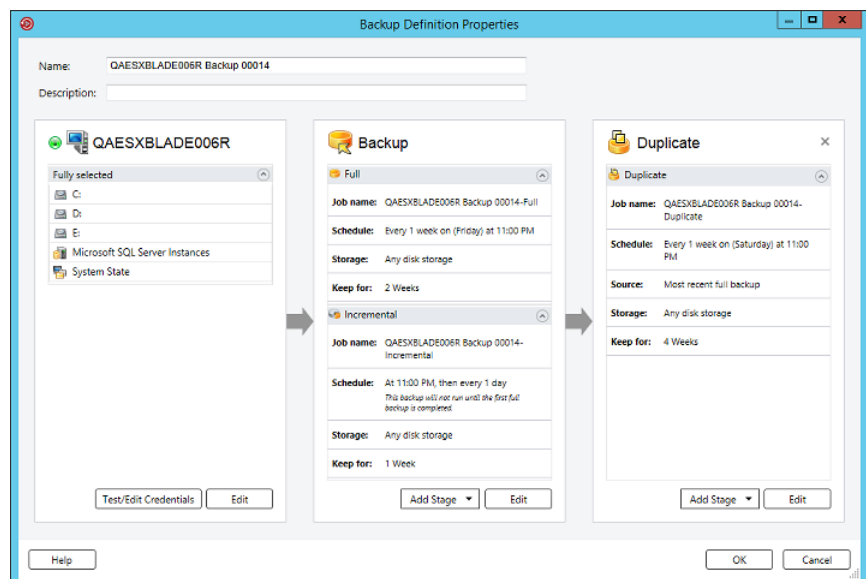 Backup Definition Properties
Name: QAESXBLADE006R Backup 00014
Description:
QAESXBLADE006R
Fully selected
C:
D:
E:
Microsoft SQL Server Instances
System State
Test/Edit Credentials
Edit
Backup
Full
Job name: QAESXBLADE006R Backup 00014-Full
Schedule: Every 1 week on (Friday) at 11:00 PM
Storage: Any disk storage
Keep for: 2 Weeks
Incremental
Job name: QAESXBLADE006R Backup 00014-
Incremental
Schedule: At 11:00 PM, then every 1 day
This backup will not run until the first full
backup is completed.
Storage: Any disk storage
Keep for: 1 Week
Add Stage
Edit
Duplicate
Duplicate
Job name: QAESXBLADE006R Backup 00014-
Duplicate
Schedule: Every 1 week on (Saturday) at 11:00
PM
Source: Most recent full backup
Storage: Any disk storage
Keep for: 4 Weeks
Add Stage
Edit
Help
OK
Cancel